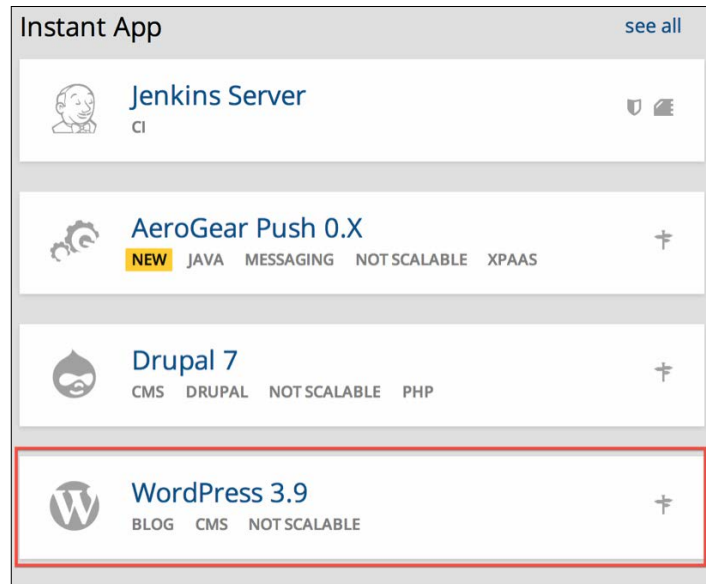 Instant App see all
Jenkins Server
CI
AeroGear Push 0.X
NEW JAVA MESSAGING NOT SCALABLE XPAAS
Drupal 7
CMS DRUPAL NOT SCALABLE PHP
WordPress 3.9
BLOG CMS NOT SCALABLE